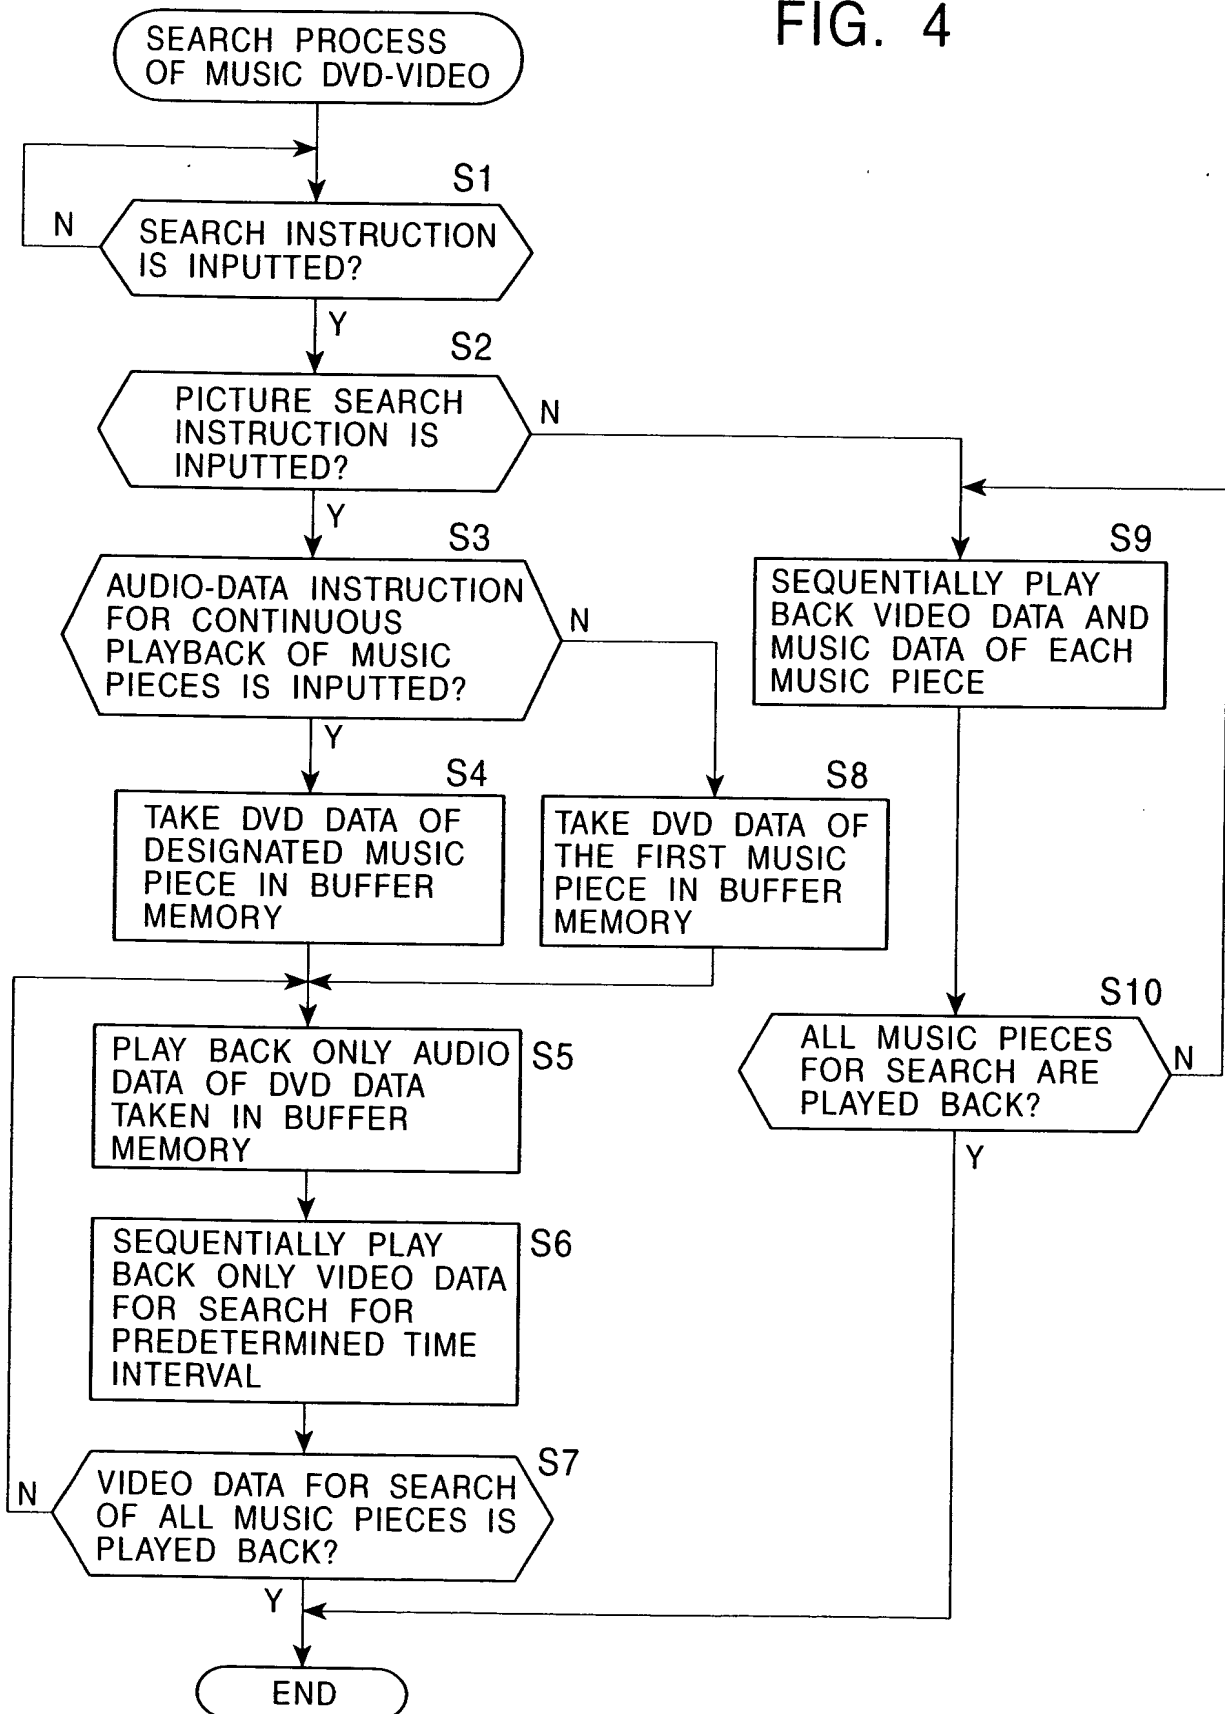 FIG. 4
SEARCH PROCESS
OF MUSIC DVD-VIDEO
S1
N
SEARCH INSTRUCTION
IS INPUTTED?
Y
S2
PICTURE SEARCH
INSTRUCTION IS
INPUTTED?
N
Y
S3
AUDIO-DATA INSTRUCTION
FOR CONTINUOUS
PLAYBACK OF MUSIC
PIECES IS INPUTTED?
N
Y
S9
SEQUENTIALLY PLAY
BACK VIDEO DATA AND
MUSIC DATA OF EACH
MUSIC PIECE
S4
TAKE DVD DATA OF
DESIGNATED MUSIC
PIECE IN BUFFER
MEMORY
S8
TAKE DVD DATA OF
THE FIRST MUSIC
PIECE IN BUFFER
MEMORY
S10
ALL MUSIC PIECES
FOR SEARCH ARE
PLAYED BACK?
N
Y
PLAY BACK ONLY AUDIO
DATA OF DVD DATA
TAKEN IN BUFFER
MEMORY
S5
SEQUENTIALLY PLAY
BACK ONLY VIDEO DATA
FOR SEARCH FOR
PREDETERMINED TIME
INTERVAL
S6
S7
N
VIDEO DATA FOR SEARCH
OF ALL MUSIC PIECES IS
PLAYED BACK?
Y
END